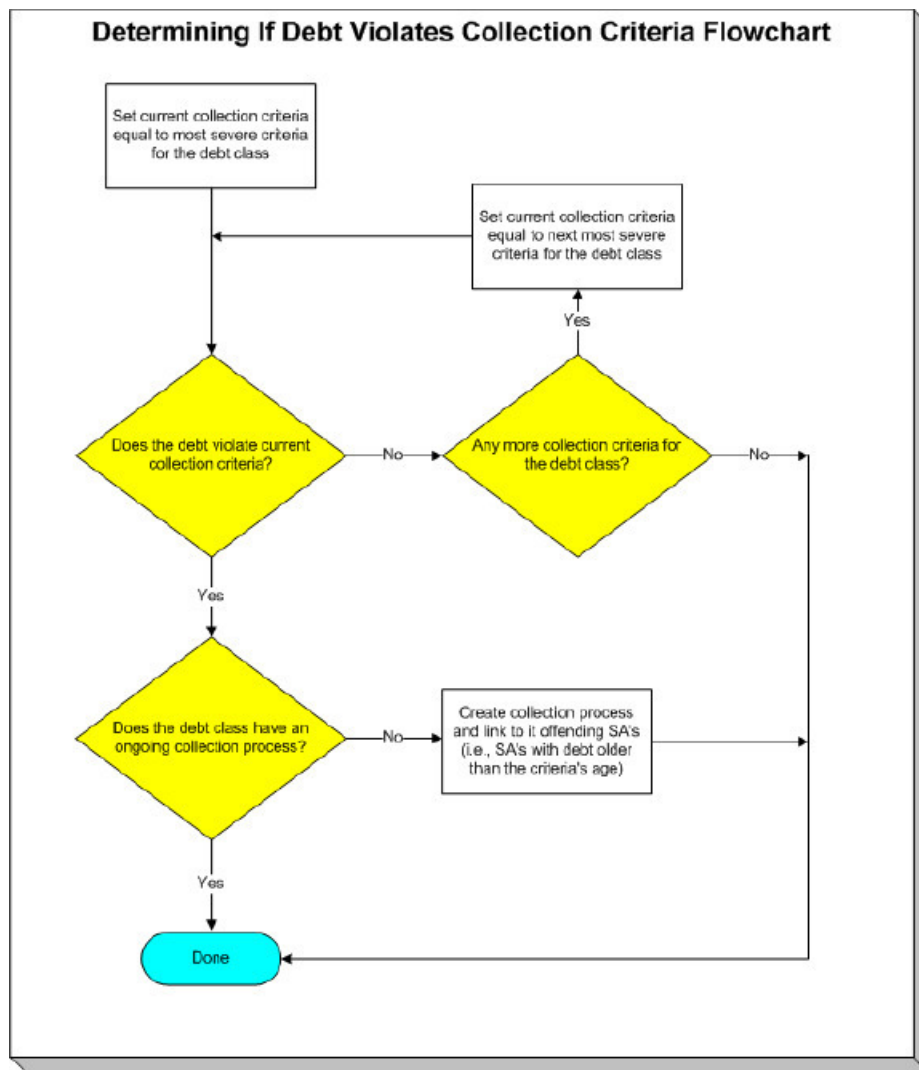 Determining If Debt Violates Collection Criteria Flowchart
Set current collection criteria
equal to most severe criteria
for the debt class
Set current collection criteria
equal to next most severe
criteria for the debt class
Yes
Does the debt violate current
collection criteria?
No
Any more collection criteria for
the debt class?
No
Yes
Does the debt class have an
ongoing collection process?
No
Create collection process
and link to it offending SA's
(i.e., SA's with debt older
than the criteria's age)
Yes
Done